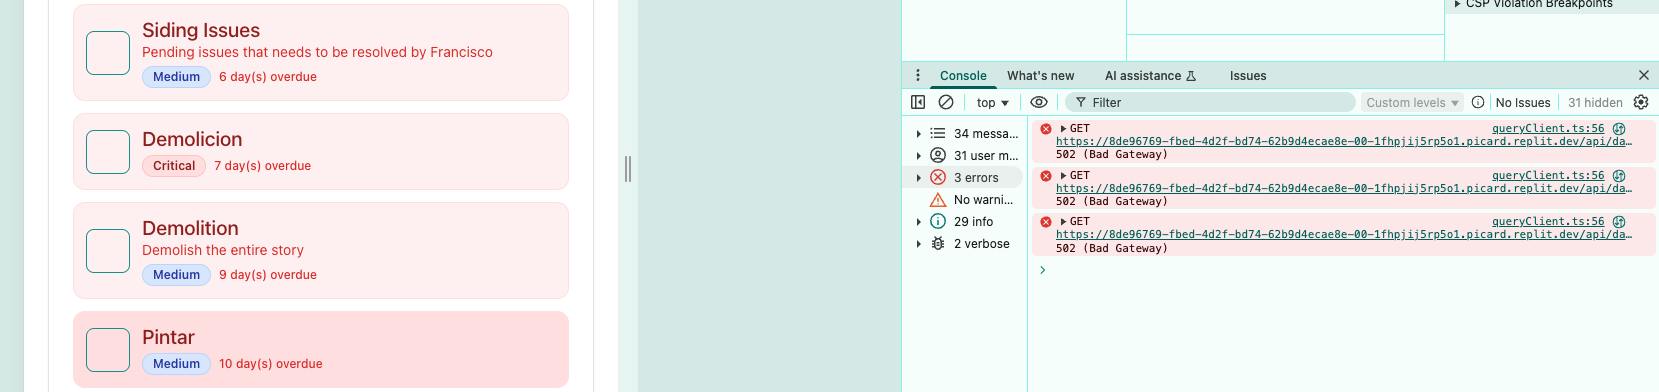 Siding Issues
Pending issues that needs to be resolved by Francisco
Medium 6 day(s) overdue
Demolicion
Critical 7 day(s) overdue
Demolition
Demolish the entire story
Medium 9 day(s) overdue
Pintar
Medium 10 day(s) overdue
CSP Violation Breakpoints
Console What's new AI assistance Issues
top Filter Custom levels No Issues 31 hidden
34 messa...
31 user m...
3 errors
No warni...
29 info
2 verbose
GET queryClient.ts:56
https://8de96769-fbed-4d2f-bd74-62b9d4ecae8e-00-1fhpjij5rp5o1.picard.replit.dev/api/da…
502 (Bad Gateway)
GET queryClient.ts:56
https://8de96769-fbed-4d2f-bd74-62b9d4ecae8e-00-1fhpjij5rp5o1.picard.replit.dev/api/da…
502 (Bad Gateway)
GET queryClient.ts:56
https://8de96769-fbed-4d2f-bd74-62b9d4ecae8e-00-1fhpjij5rp5o1.picard.replit.dev/api/da…
502 (Bad Gateway)